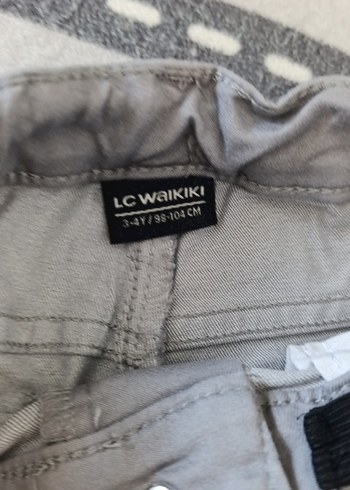 LC WAIKIKI
3-4Y / 98-104 CM